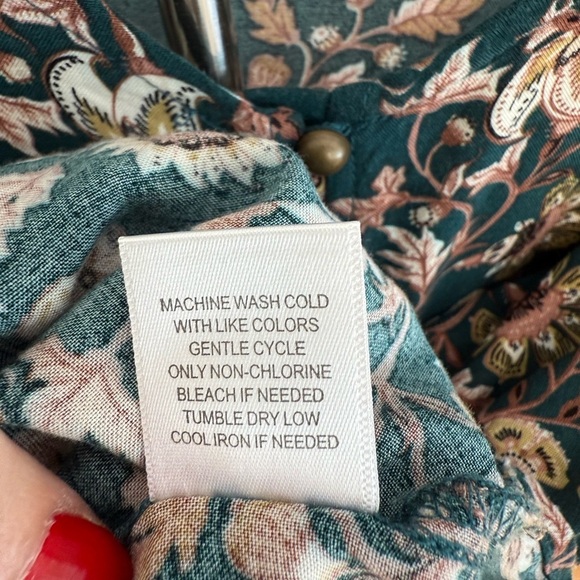 MACHINE WASH COLD
WITH LIKE COLORS
GENTLE CYCLE
ONLY NON-CHLORINE
BLEACH IF NEEDED
TUMBLE DRY LOW
COOL IRON IF NEEDED